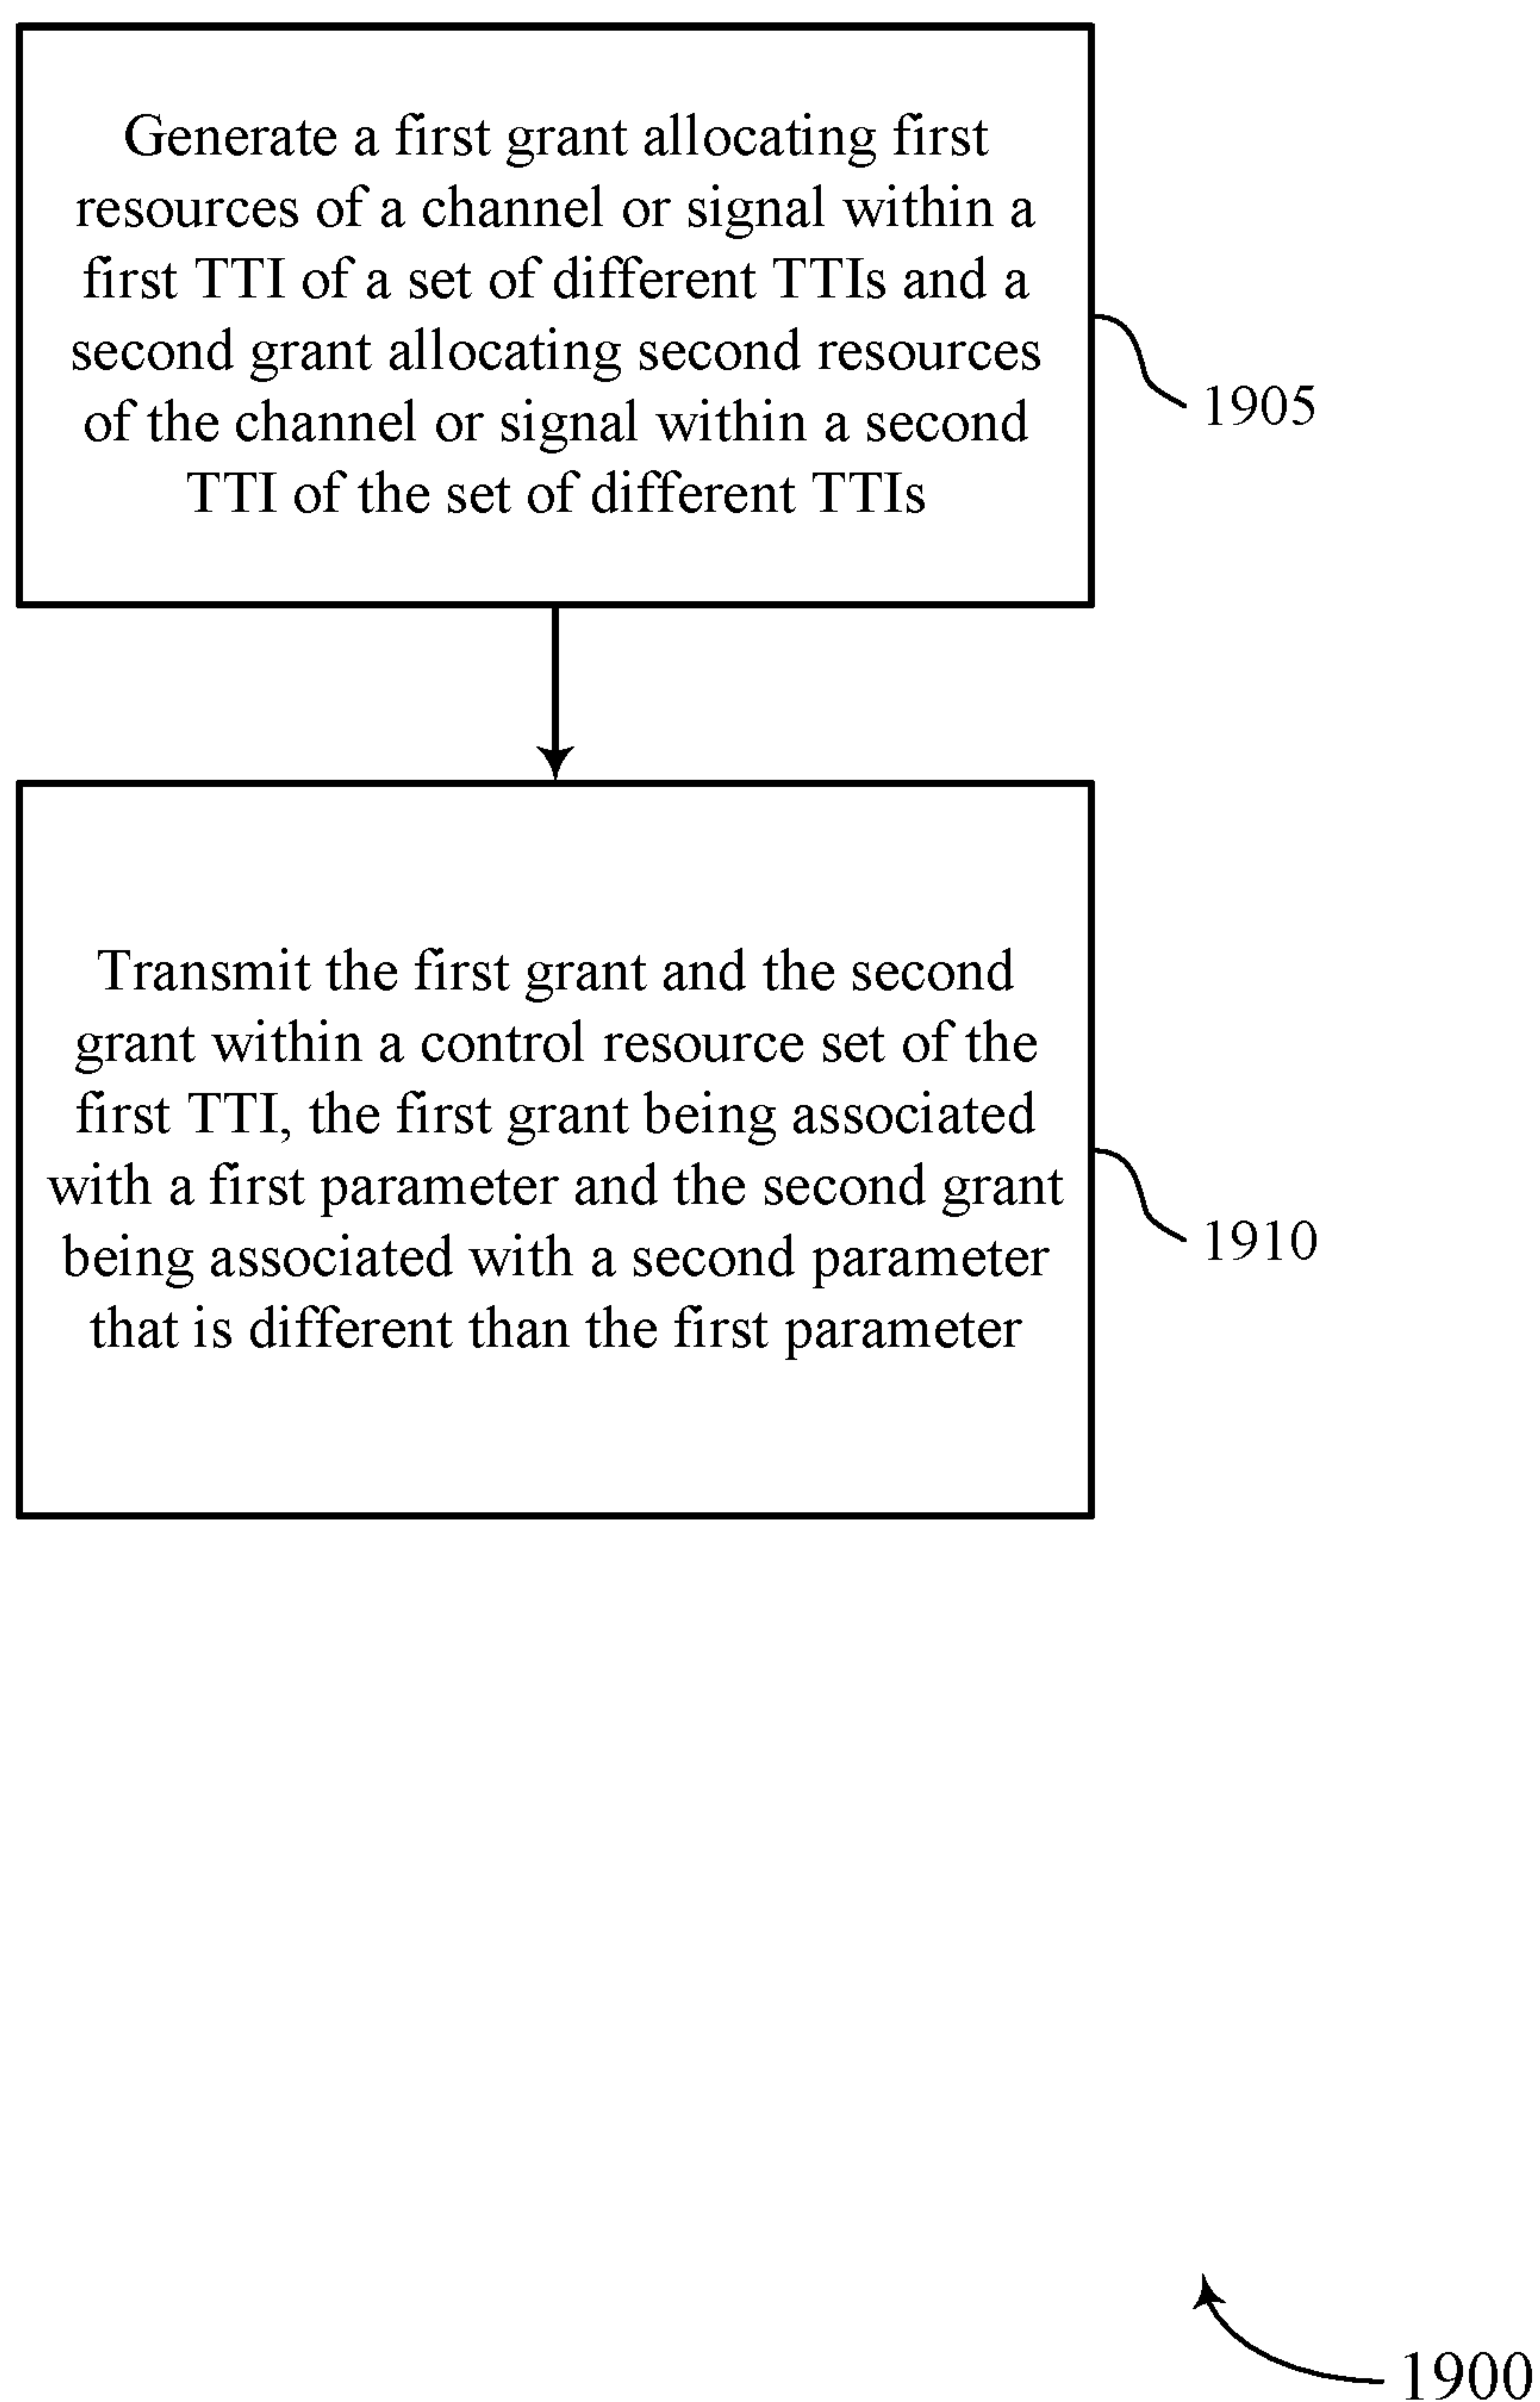 Generate a first grant allocating first
resources of a channel or signal within a
first TTI of a set of different TTIs and a
second grant allocating second resources
of the channel or signal within a second
TTI of the set of different TTIs
1905
Transmit the first grant and the second
grant within a control resource set of the
first TTI, the first grant being associated
with a first parameter and the second grant
being associated with a second parameter
that is different than the first parameter
1910
1900